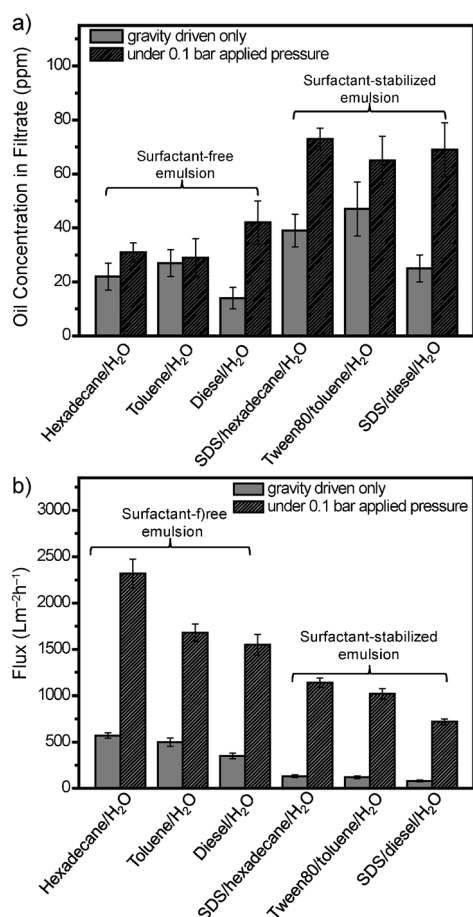 a)
gravity driven only
under 0.1 bar applied pressure
Surfactant-stabilized
emulsion
Surfactant-free
emulsion
100
80
60
40
20
0
Oil Concentration in Filtrate (ppm)
Hexadecane/H₂O
Toluene/H₂O
Diesel/H₂O
SDS/hexadecane/H₂O
Tween80/toluene/H₂O
SDS/diesel/H₂O
b)
gravity driven only
under 0.1 bar applied pressure
Surfactant-f)ree
emulsion
Surfactant-stabilized
emulsion
3000
2500
2000
1500
1000
500
0
Flux (Lm⁻²h⁻¹)
Hexadecane/H₂O
Toluene/H₂O
Diesel/H₂O
SDS/hexadecane/H₂O
Tween80/toluene/H₂O
SDS/diesel/H₂O